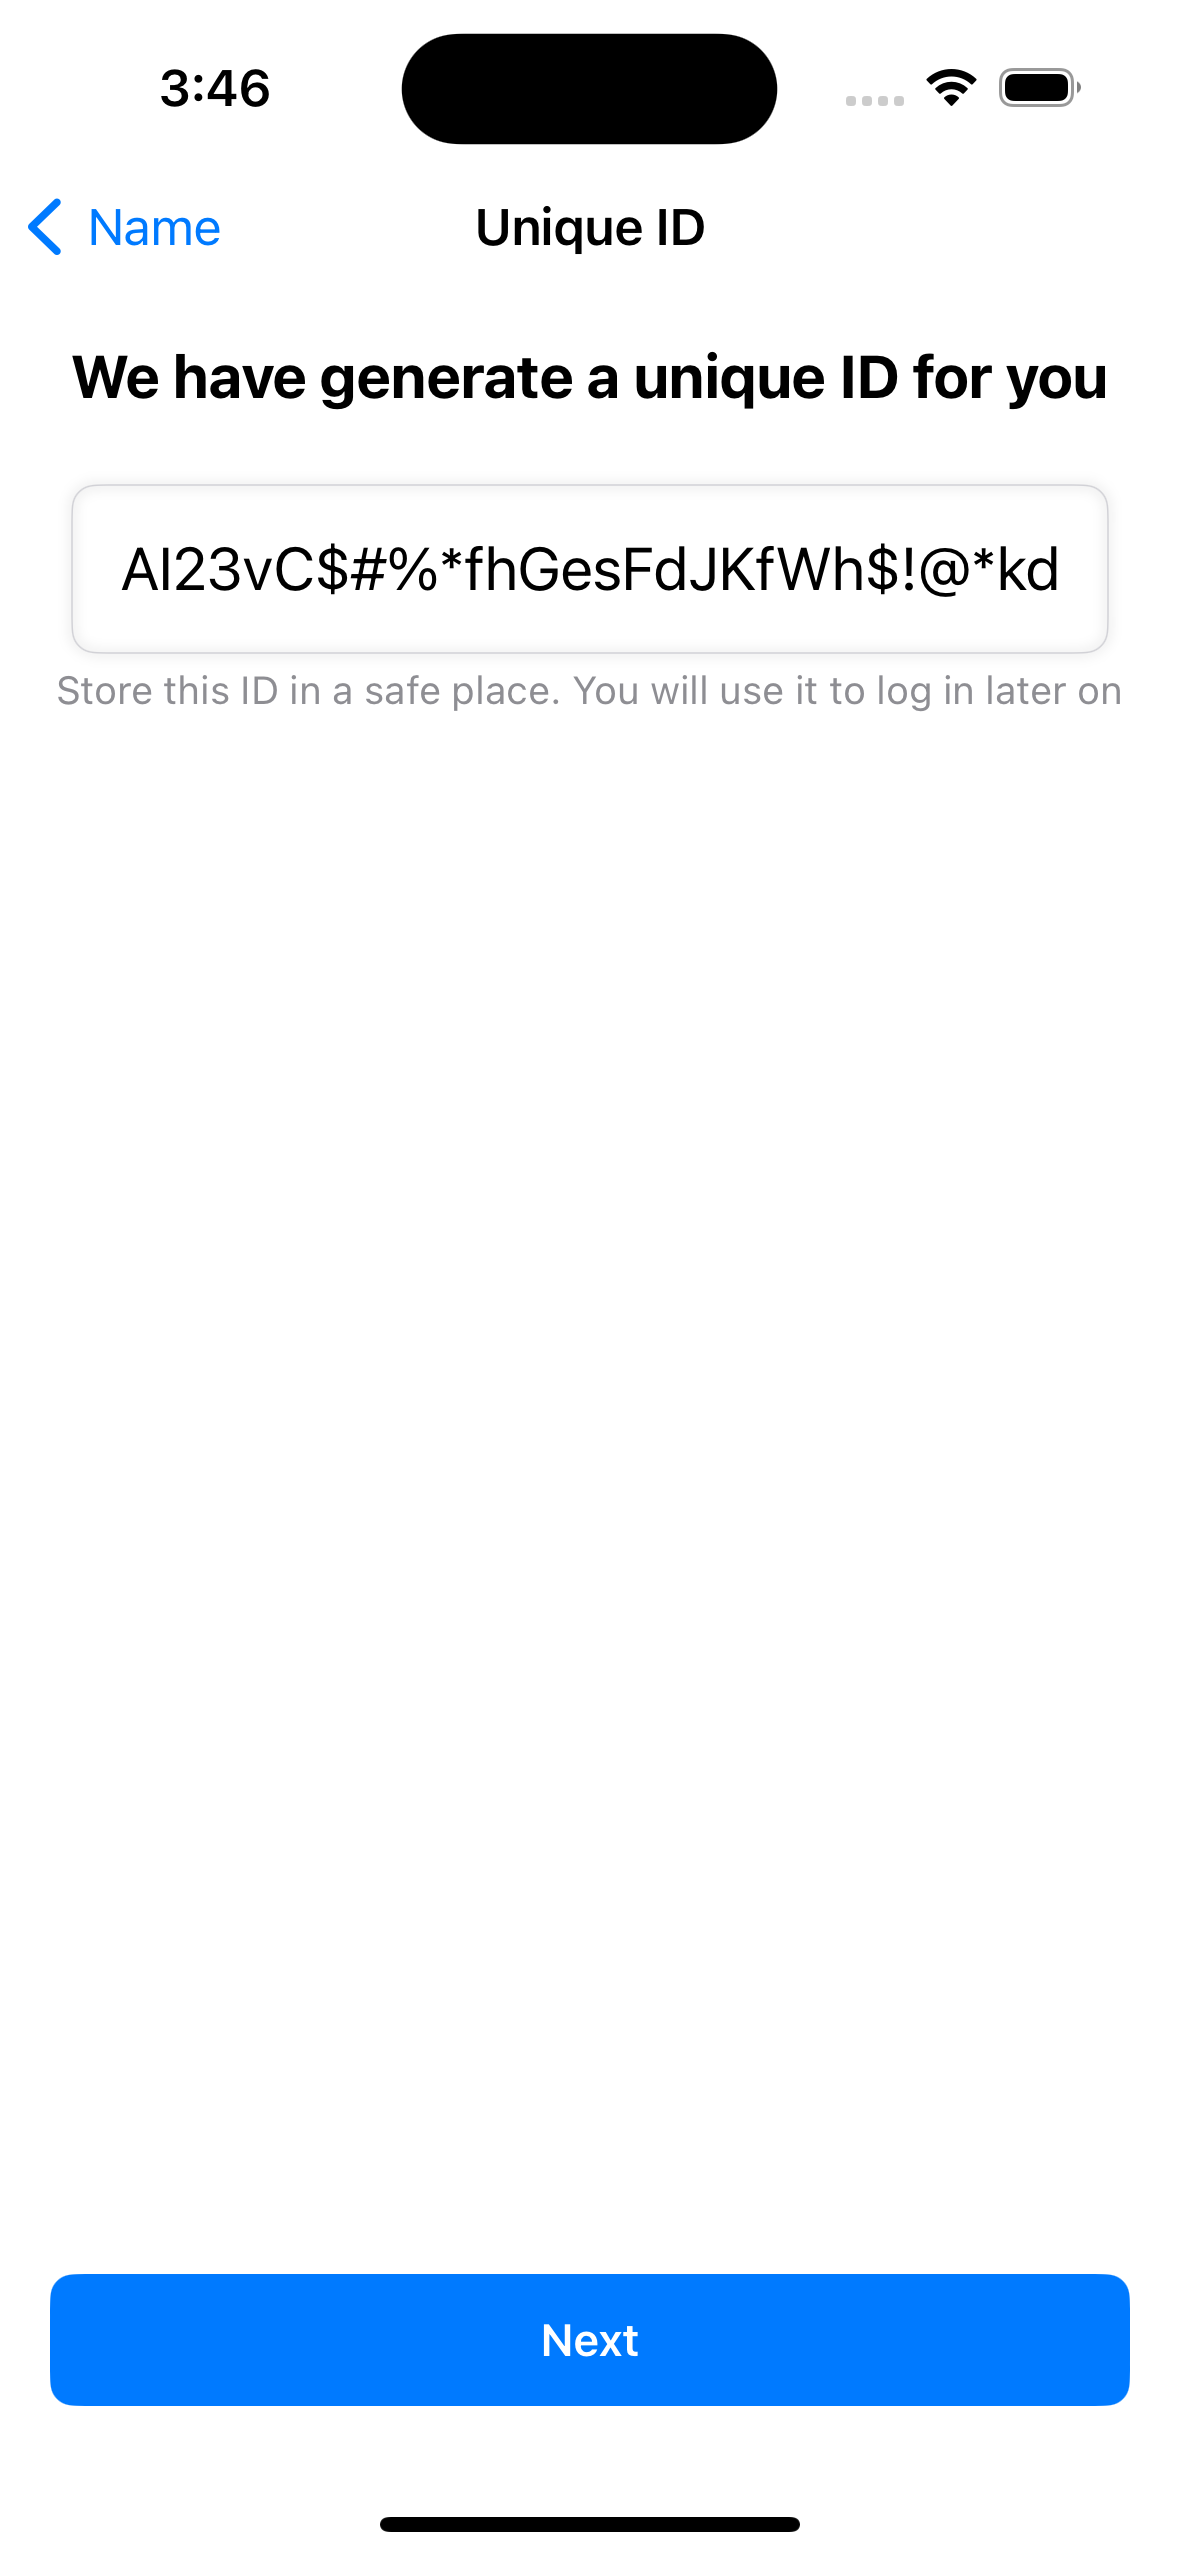 3:46
Name
Unique ID
We have generate a unique ID for you
AI23vC$#%*fhGesFdJKfWh$!@*kd
Store this ID in a safe place. You will use it to log in later on
Next